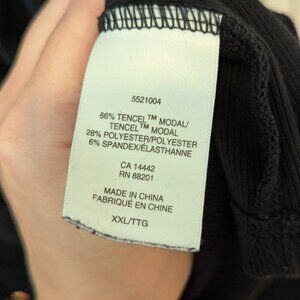 5521004
66% TENCEL™ MODAL/
TENCEL™ MODAL
28% POLYESTER/POLYESTER
6% SPANDEX/ÉLASTHANNE
CA 14442
RN 88201
MADE IN CHINA
FABRIQUÉ EN CHINE
XXL/TTG